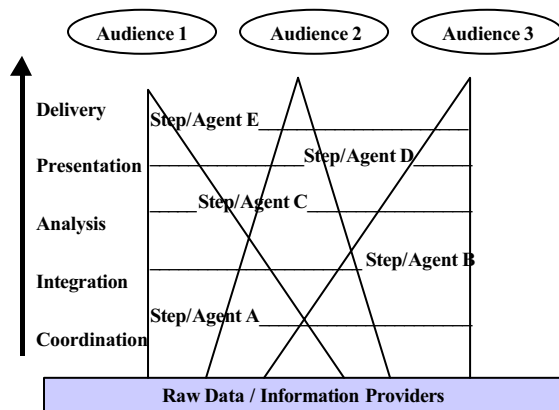 Audience 1
Audience 2
Audience 3
Delivery
Step/Agent E
Presentation
Step/Agent D
Step/Agent C
Analysis
Step/Agent B
Integration
Step/Agent A
Coordination
Raw Data / Information Providers